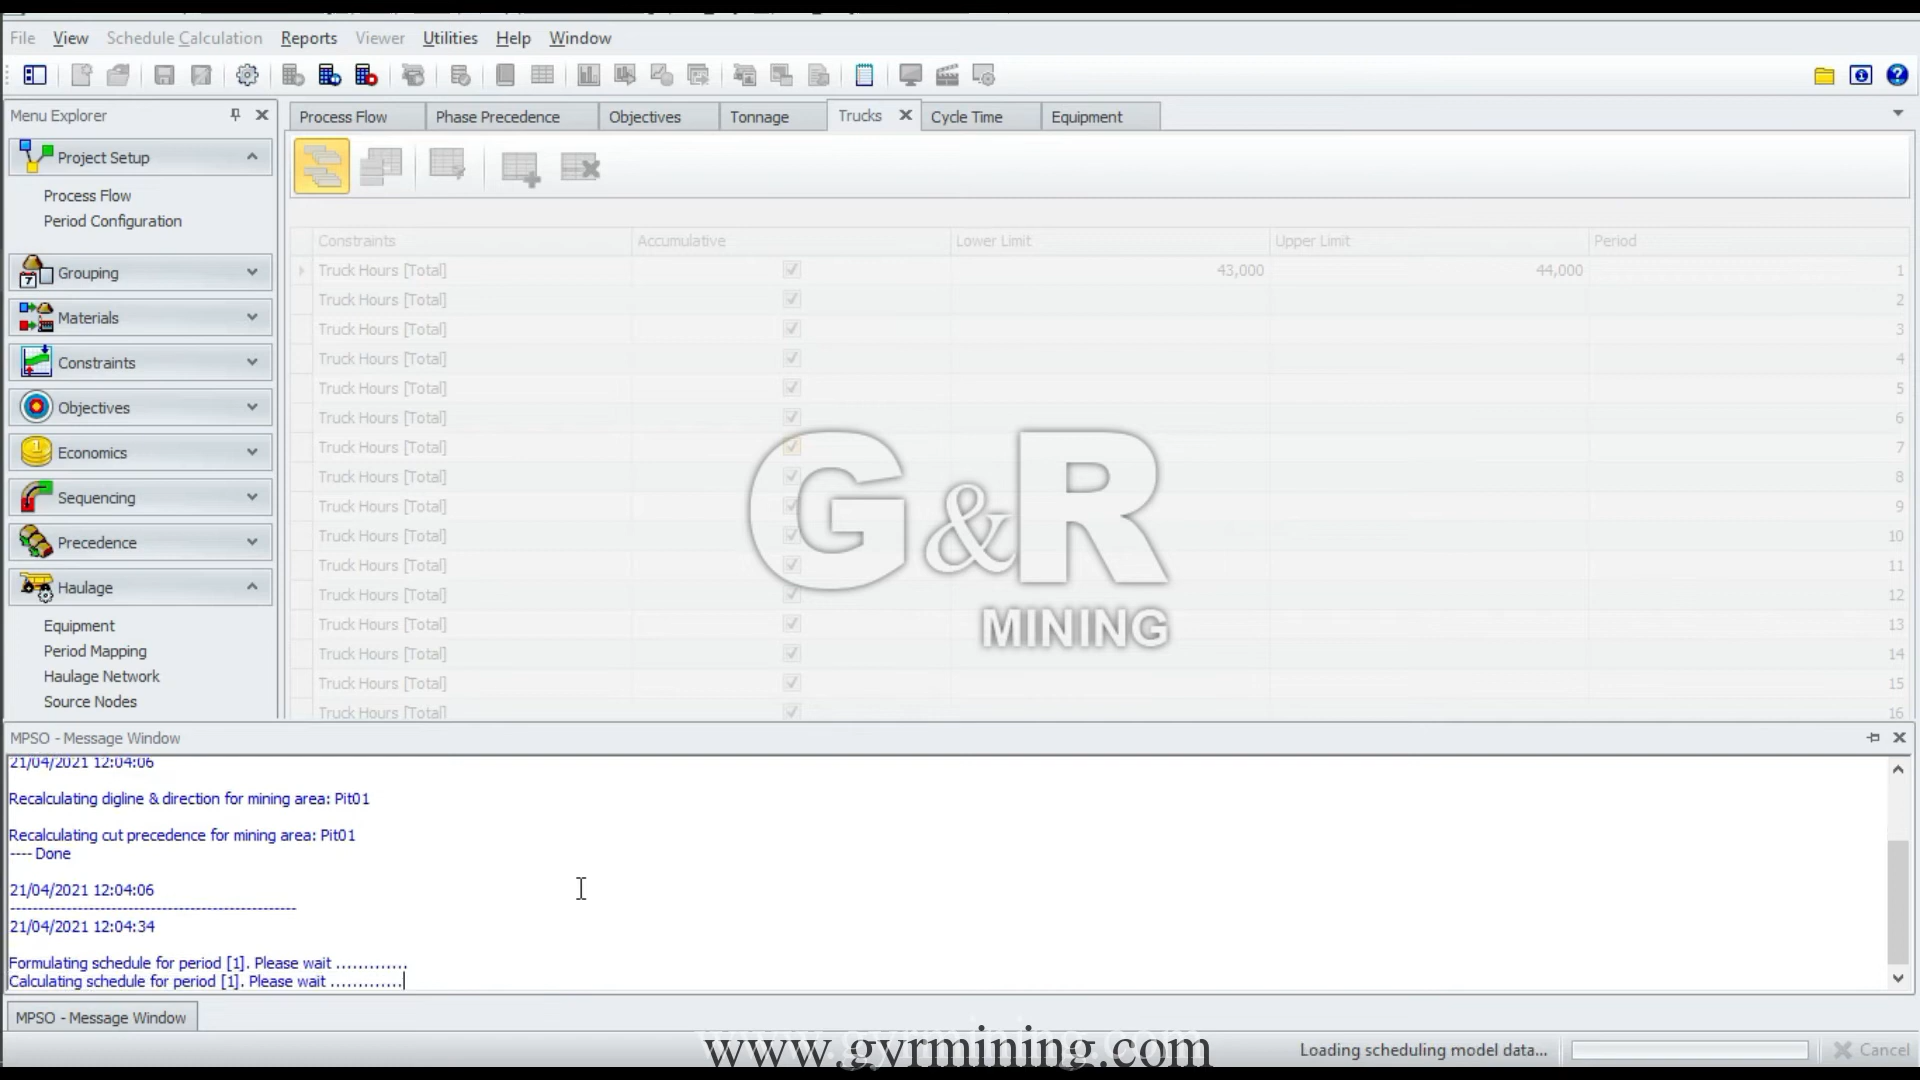 File View Schedule Calculation Reports Viewer Utilities Help Window
Menu Explorer
Process Flow Phase Precedence Objectives Tonnage Trucks Cycle Time Equipment
Project Setup
Process Flow
Period Configuration
Grouping
Materials
Constraints
Objectives
Economics
Sequencing
Precedence
Haulage
Equipment
Period Mapping
Haulage Network
Source Nodes
Constraints Accumulative Lower Limit Upper Limit Period
Truck Hours [Total] 43,000 44,000 1
Truck Hours [Total] 2
Truck Hours [Total] 3
Truck Hours [Total] 4
Truck Hours [Total] 5
Truck Hours [Total] 6
Truck Hours [Total] 7
Truck Hours [Total] 8
Truck Hours [Total] 9
Truck Hours [Total] 10
Truck Hours [Total] 11
Truck Hours [Total] 12
Truck Hours [Total] 13
Truck Hours [Total] 14
Truck Hours [Total] 15
Truck Hours [Total] 16
G&R
MINING
MPSO - Message Window
21/04/2021 12:04:06
Recalculating digline & direction for mining area: Pit01
Recalculating cut precedence for mining area: Pit01
---- Done
21/04/2021 12:04:06
----------------------------------------------------
21/04/2021 12:04:34
Formulating schedule for period [1]. Please wait .............
Calculating schedule for period [1]. Please wait .............
MPSO - Message Window
www.gyrmining.com
Loading scheduling model data... Cancel